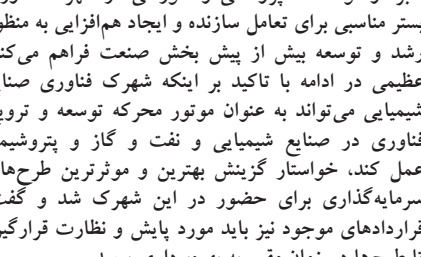 بستر مناسبی برای تعامل سازنده و ایجاد هم‌افزایی به منظو
رشد و توسعه بیش از پیش بخش صنعت فراهم می‌کند
عظیمی در ادامه با تاکید بر اینکه شهرک فناوری صنای
شیمیایی می‌تواند به عنوان موتور محرکه توسعه و تروی
فناوری در صنایع شیمیایی و نفت و گاز و پتروشیم
عمل کند، خواستار گزینش بهترین و موثرترین طرح‌ها
سرمایه‌گذاری برای حضور در این شهرک شد و گفت
قراردادهای موجود نیز باید مورد پایش و نظارت قرارگیر